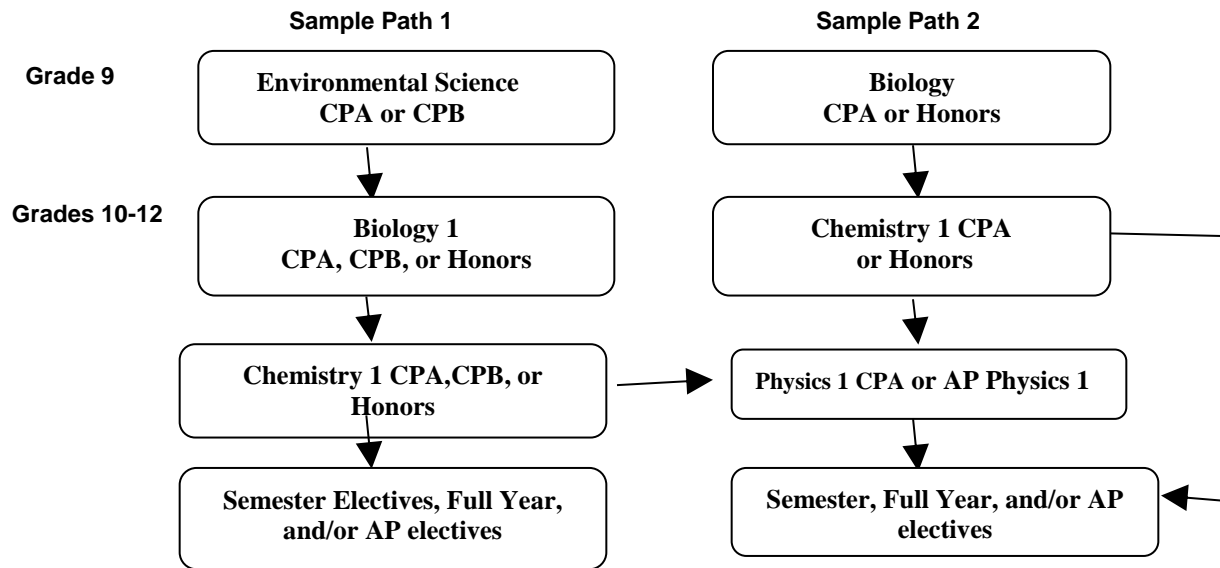 Sample Path 1
Sample Path 2
Grade 9
Environmental Science
CPA or CPB
Biology
CPA or Honors
Grades 10-12
Biology 1
CPA, CPB, or Honors
Chemistry 1 CPA
or Honors
Chemistry 1 CPA,CPB, or
Honors
Physics 1 CPA or AP Physics 1
Semester Electives, Full Year,
and/or AP electives
Semester, Full Year, and/or AP
electives